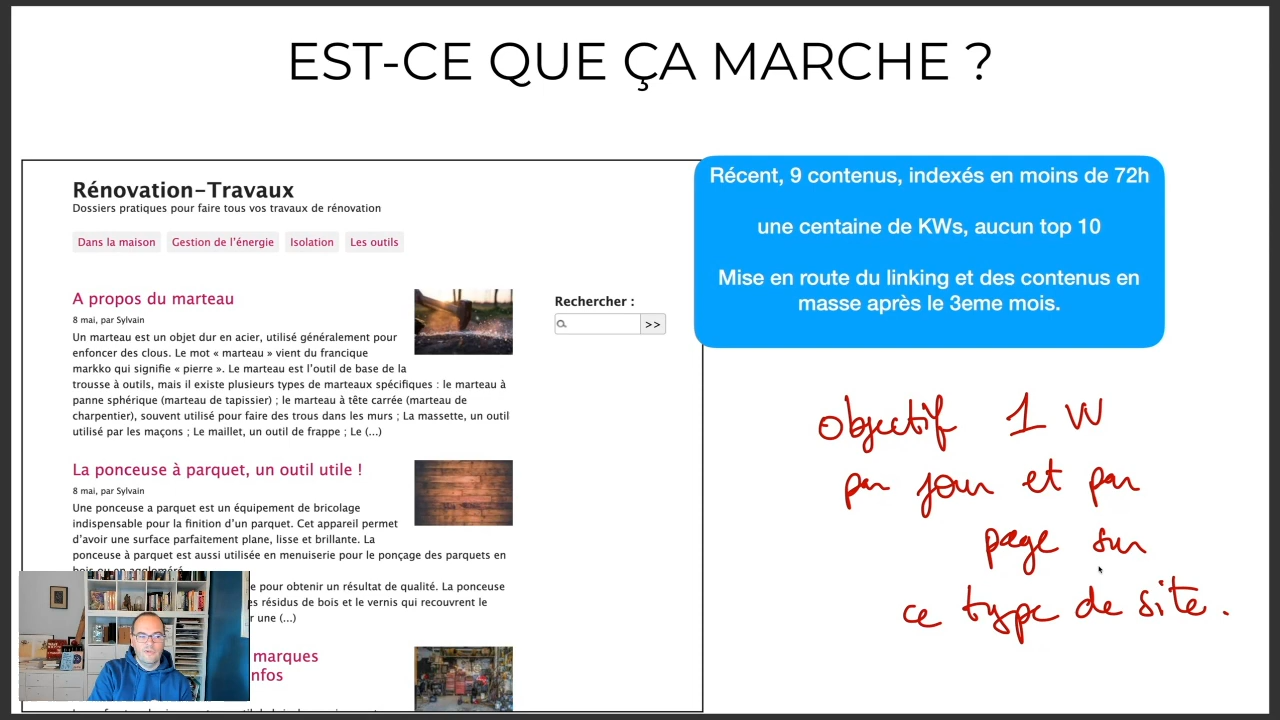 EST-CE QUE ÇA MARCHE ?
Rénovation-Travaux
Dossiers pratiques pour faire tous vos travaux de rénovation
Dans la maison
Gestion de l'énergie
Isolation
Les outils
A propos du marteau
8 mai, par Sylvain
Un marteau est un objet dur en acier, utilisé généralement pour
enfoncer des clous. Le mot « marteau » vient du francique
markko qui signifie « pierre ». Le marteau est l'outil de base de la
trousse à outils, mais il existe plusieurs types de marteaux spécifiques : le marteau à
panne sphérique (marteau de tapissier) ; le marteau à tête carrée (marteau de
charpentier), souvent utilisé pour faire des trous dans les murs ; La massette, un outil
utilisé par les maçons ; Le maillet, un outil de frappe ; Le (...)
Rechercher :
>>
La ponceuse à parquet, un outil utile !
8 mai, par Sylvain
Une ponceuse a parquet est un équipement de bricolage
indispensable pour la finition d'un parquet. Cet appareil permet
d'avoir une surface parfaitement plane, lisse et brillante. La
ponceuse à parquet est aussi utilisée en menuiserie pour le ponçage des parquets en
bois ou en aggloméré.
e pour obtenir un résultat de qualité. La ponceuse
es résidus de bois et le vernis qui recouvrent le
r une (...)
marques
nfos
Récent, 9 contenus, indexés en moins de 72h
une centaine de KWs, aucun top 10
Mise en route du linking et des contenus en
masse après le 3eme mois.
objectif 1 V
par jour et par
page sur
ce type de site.